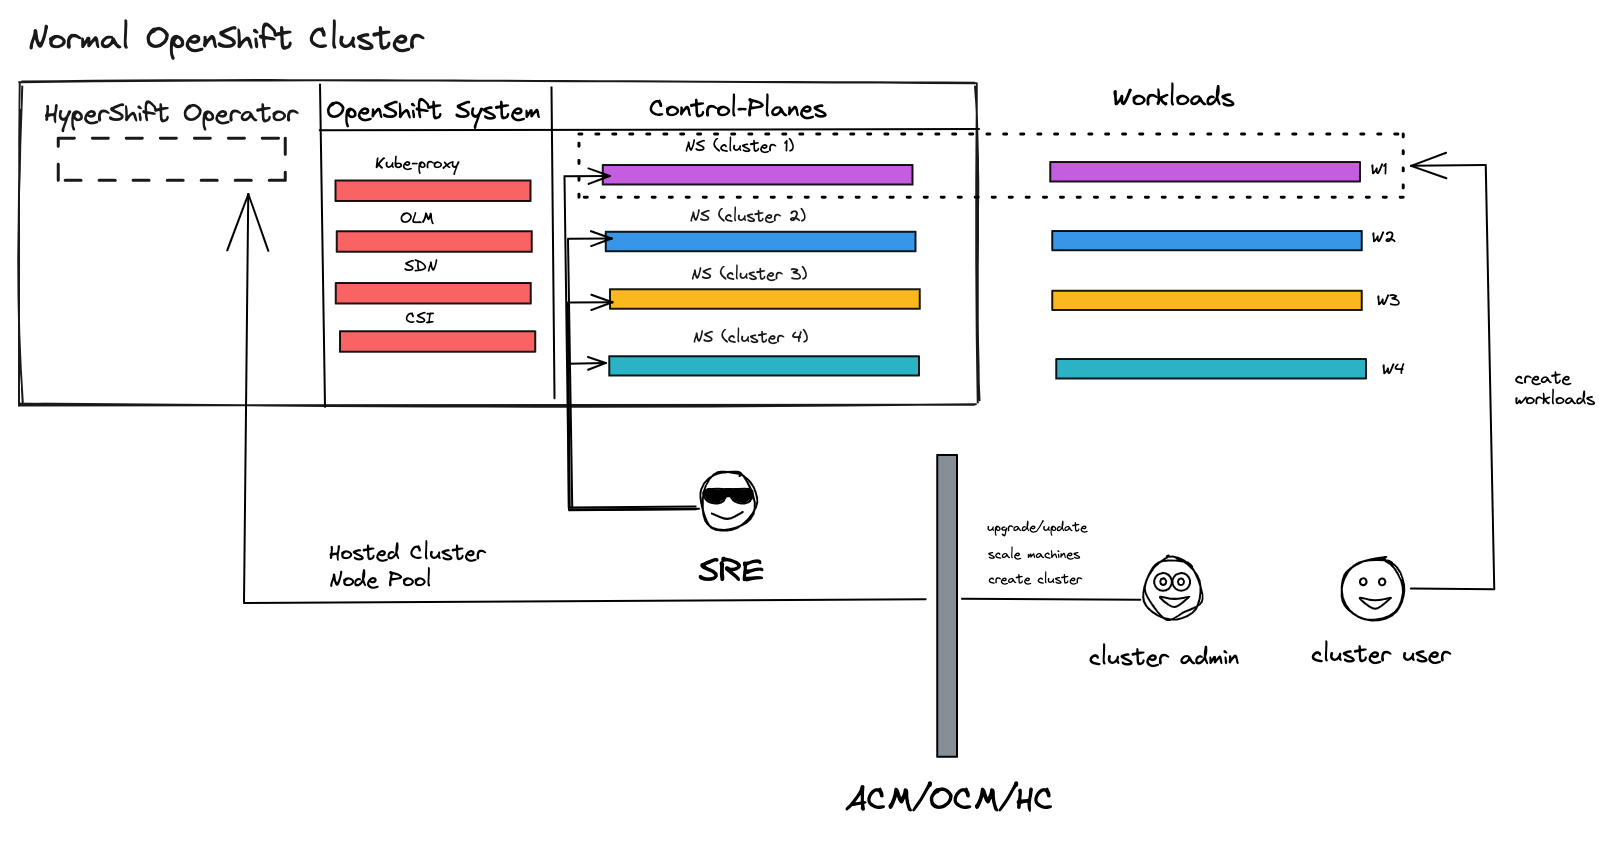 Normal OpenShift Cluster
HyperShift Operator
OpenShift System
Control-Planes
Workloads
Kube-proxy
OLM
SDN
CSI
NS (cluster 1)
NS (cluster 2)
NS (cluster 3)
NS (cluster 4)
W1
W2
W3
W4
create
workloads
SRE
Hosted Cluster
Node Pool
upgrade/update
scale machines
create cluster
cluster admin
cluster user
ACM/OCM/HC